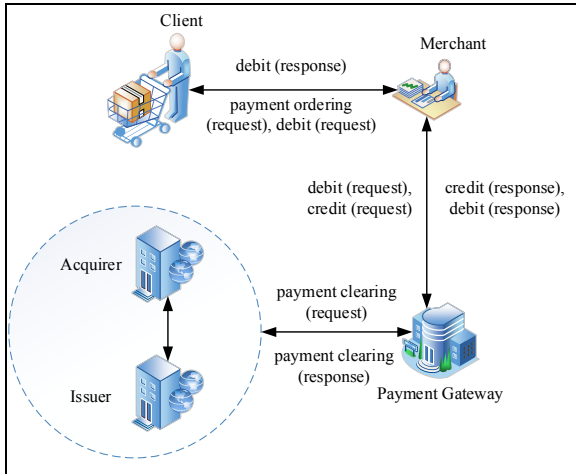 Client
Merchant
debit (response)
payment ordering
(request), debit (request)
debit (request),
credit (request)
credit (response),
debit (response)
Acquirer
payment clearing
(request)
payment clearing
(response)
Issuer
Payment Gateway